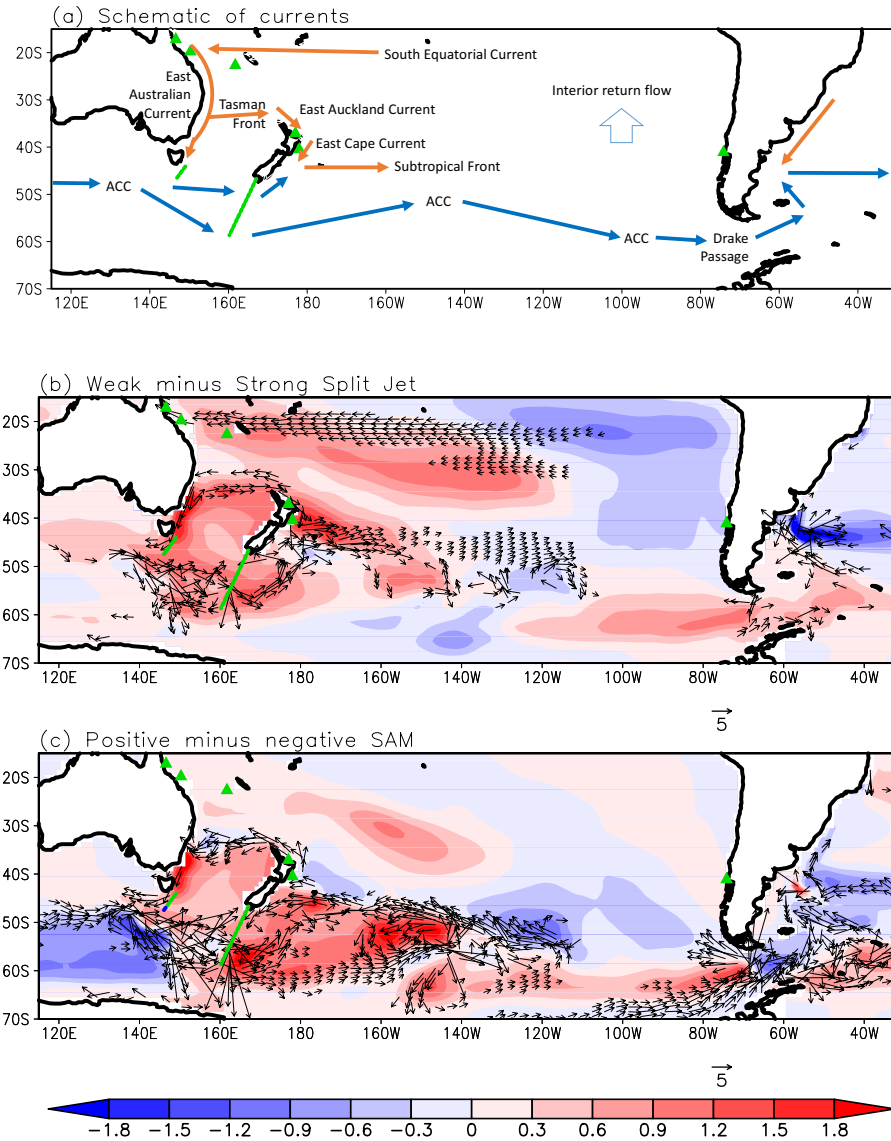 (a) Schematic of currents
20S
30S
40S
50S
60S
70S
South Equatorial Current
East
Australian
Current
Tasman
Front
East Auckland Current
East Cape Current
Subtropical Front
Interior return flow
ACC
ACC
ACC
Drake
Passage
120E 140E 160E 180 160W 140W 120W 100W 80W 60W 40W
(b) Weak minus Strong Split Jet
20S
30S
40S
50S
60S
70S
120E 140E 160E 180 160W 140W 120W 100W 80W 60W 40W
5
(c) Positive minus negative SAM
20S
30S
40S
50S
60S
70S
120E 140E 160E 180 160W 140W 120W 100W 80W 60W 40W
5
−1.8 −1.5 −1.2 −0.9 −0.6 −0.3 0 0.3 0.6 0.9 1.2 1.5 1.8